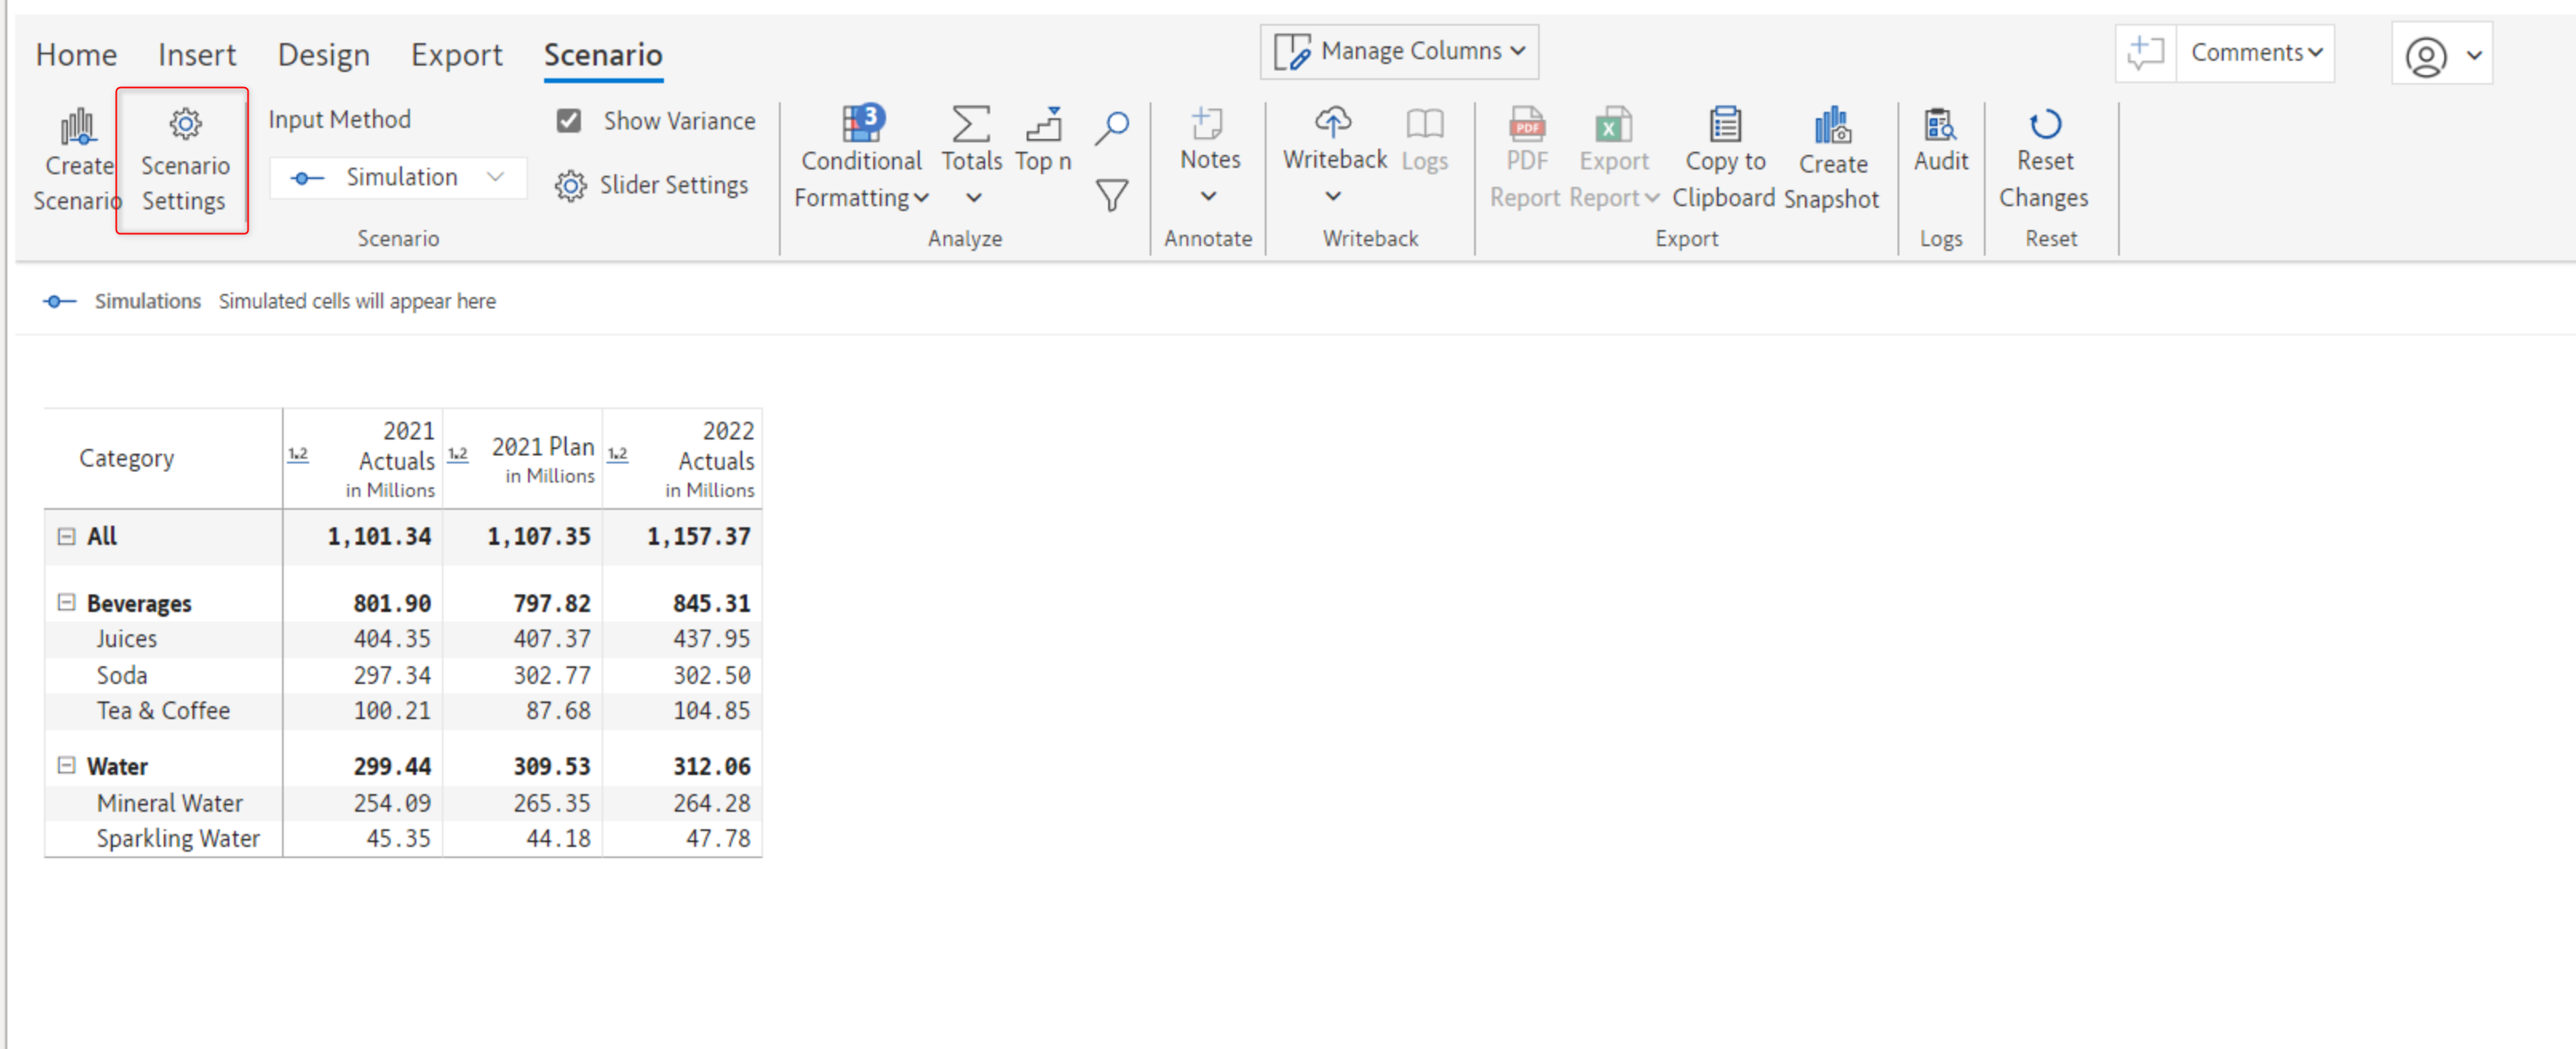 Home Insert Design Export Scenario Manage Columns Comments
Create Scenario
Scenario Settings
Input Method
Simulation
Show Variance
Slider Settings
Scenario
3
Conditional Formatting
Totals
Top n
Analyze
Notes
Annotate
Writeback
Logs
Writeback
PDF
PDF Report
X
Export Report
Copy to Clipboard
Create Snapshot
Export
Audit
Logs
Reset Changes
Reset
Simulations Simulated cells will appear here
Category 1.2 2021 Actuals in Millions 1.2 2021 Plan in Millions 1.2 2022 Actuals in Millions
All 1,101.34 1,107.35 1,157.37
Beverages 801.90 797.82 845.31
Juices 404.35 407.37 437.95
Soda 297.34 302.77 302.50
Tea & Coffee 100.21 87.68 104.85
Water 299.44 309.53 312.06
Mineral Water 254.09 265.35 264.28
Sparkling Water 45.35 44.18 47.78